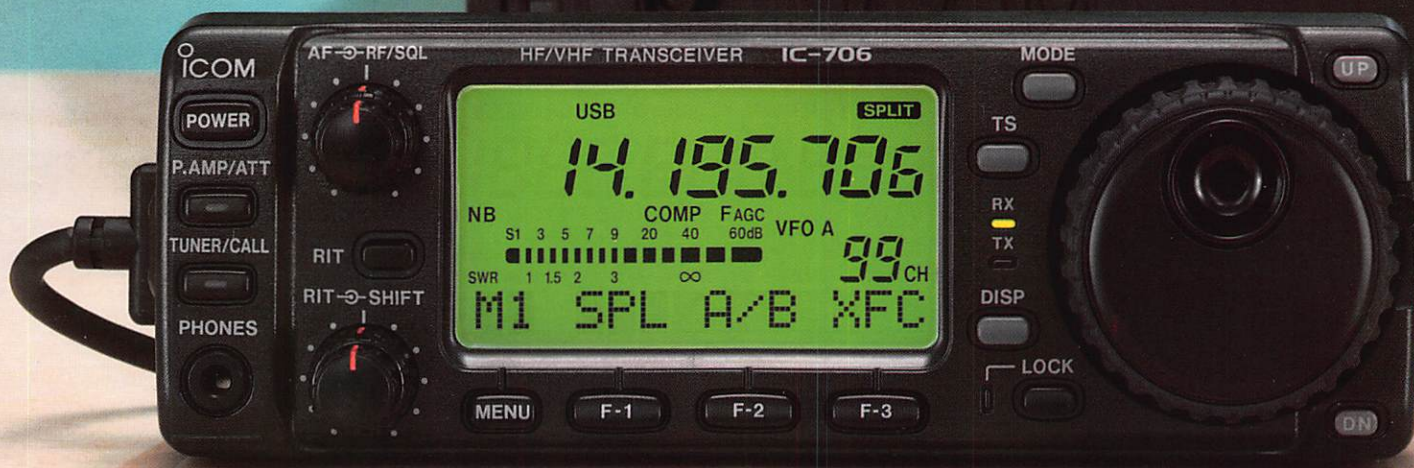 ICOM
POWER
P.AMP/ATT
TUNER/CALL
PHONES
AF RF/SQL
RIT
RIT SHIFT
HF/VHF TRANSCEIVER IC-706
USB SPLIT
14.195.706
NB COMP FAGC
S1 3 5 7 9 20 40 60dB VFO A
99 CH
SWR 1 1.5 2 3 ∞
M1 SPL A/B XFC
MENU F-1 F-2 F-3
MODE
TS
RX
TX
DISP
LOCK
UP
DN